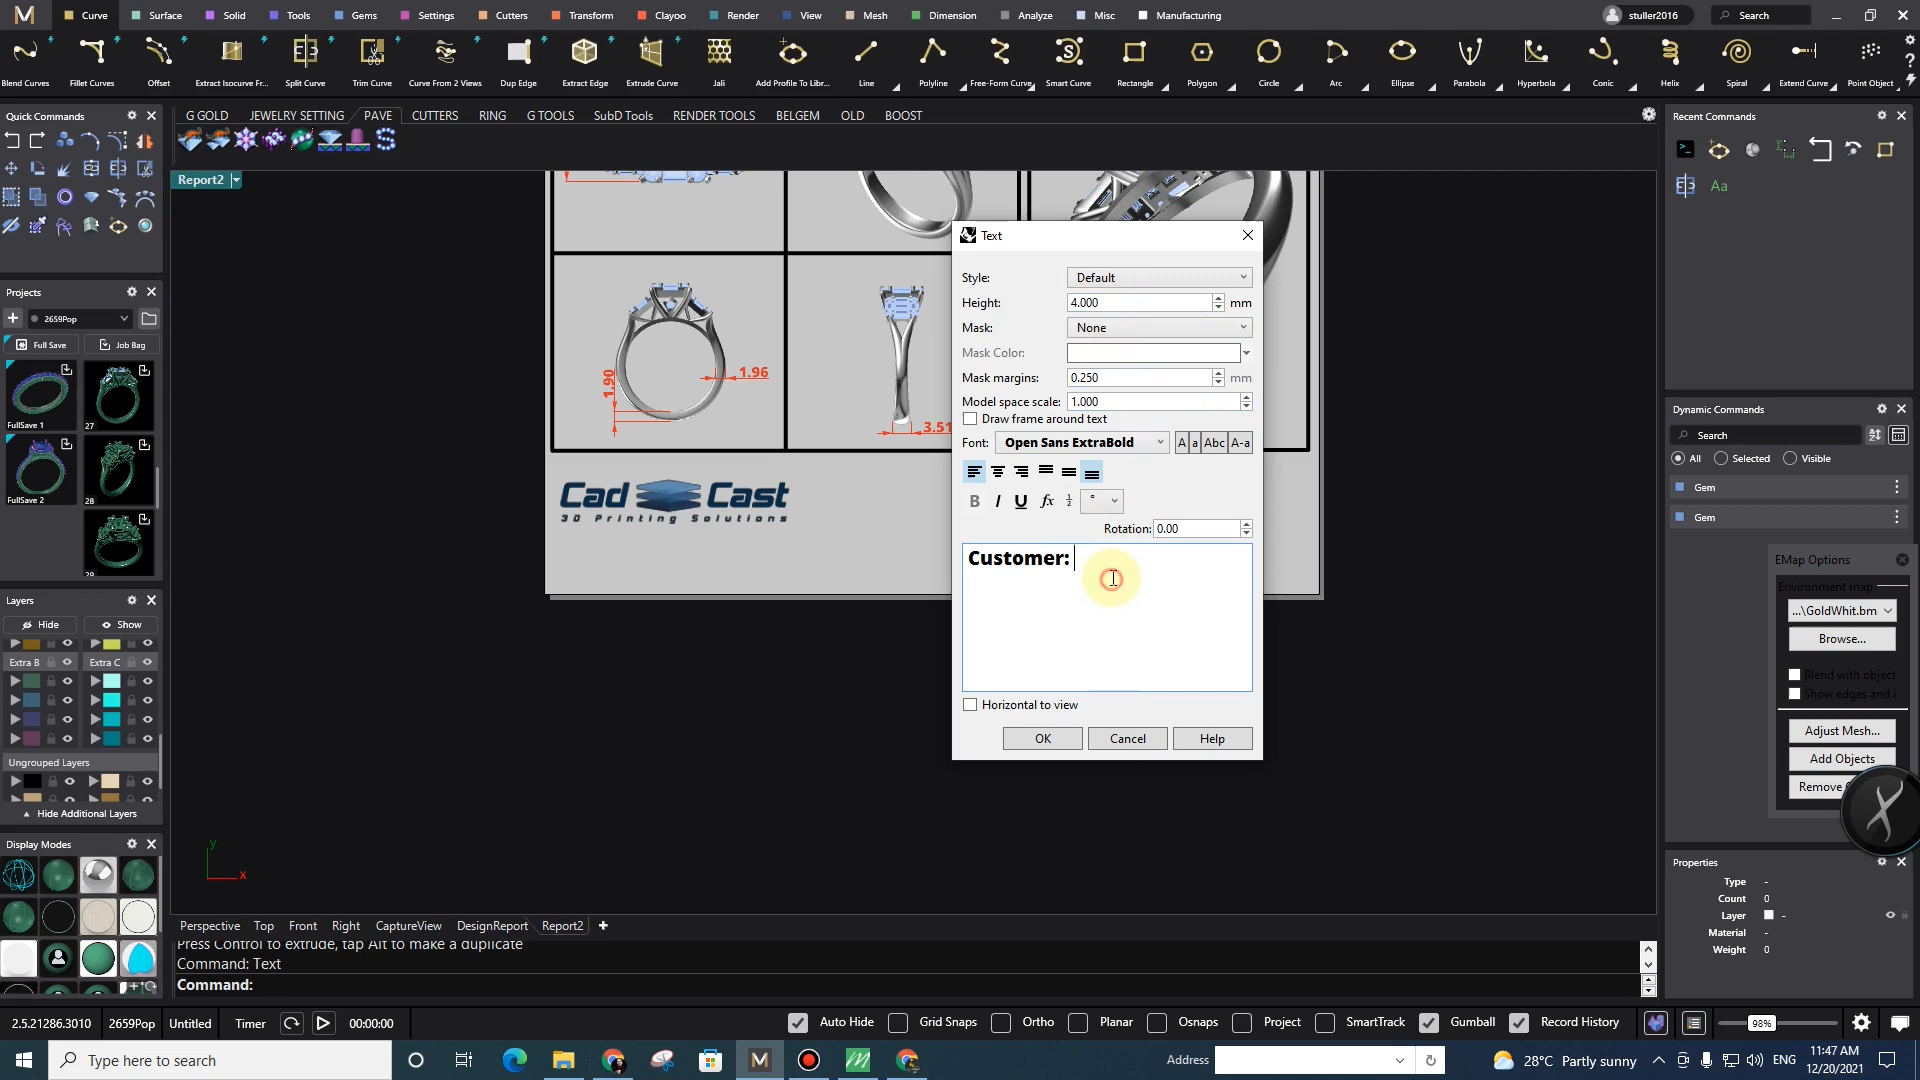 Curve
Surface
Solid
Tools
Gems
Settings
Cutters
Transform
Clayoo
Render
View
Mesh
Dimension
Analyze
Misc
Manufacturing
stuller2016
Search
Blend Curves
Fillet Curves
Offset
Extract Isocurve Fr...
Split Curve
Trim Curve
Curve From 2 Views
Dup Edge
Extract Edge
Extrude Curve
Jali
Add Profile To Libr...
Line
Polyline
Free-Form Curve
Smart Curve
Rectangle
Polygon
Circle
Arc
Ellipse
Parabola
Hyperbola
Conic
Helix
Spiral
Extend Curve
Point Object
Quick Commands
G GOLD
JEWELRY SETTING
PAVE
CUTTERS
RING
G TOOLS
SubD Tools
RENDER TOOLS
BELGEM
OLD
BOOST
Recent Commands
Aa
Report2
Projects
2659Pop
Full Save
Job Bag
FullSave 1
27
FullSave 2
28
29
Text
Style:
Default
Height:
4.000
mm
Mask:
None
Mask Color:
Mask margins:
0.250
mm
Model space scale:
1.000
Draw frame around text
Font:
Open Sans ExtraBold
A a Abc A-a
B I U fx
°
Rotation:
0.00
Customer:
Horizontal to view
OK
Cancel
Help
1.90
1.96
3.51
Cad Cast
3D Printing Solutions
Dynamic Commands
Search
All
Selected
Visible
Gem
Gem
EMap Options
Environment map
...\GoldWhit.bm
Browse...
Blend with object
Show edges and i
Adjust Mesh...
Add Objects
Remove
Layers
Hide
Show
Extra B
Extra C
Ungrouped Layers
Hide Additional Layers
Display Modes
y
x
Properties
Type -
Count 0
Layer -
Material -
Weight 0
Perspective
Top
Front
Right
CaptureView
DesignReport
Report2
Press Control to extrude, tap Alt to make a duplicate
Command: Text
Command:
2.5.21286.3010
2659Pop
Untitled
Timer
00:00:00
Auto Hide
Grid Snaps
Ortho
Planar
Osnaps
Project
SmartTrack
Gumball
Record History
98%
Type here to search
Address
28°C Partly sunny
ENG
11:47 AM
12/20/2021